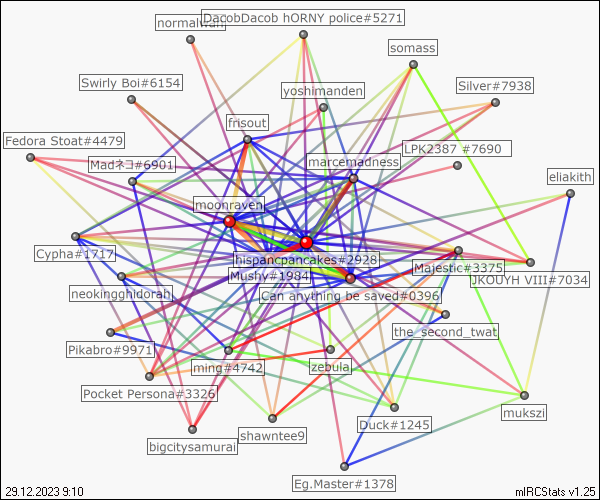 normalwan
DacobDacob hORNY police#5271
somass
Swirly Boi#6154
yoshimanden
Silver#7938
frisout
Fedora Stoat#4479
Madネコ#6901
marcemadness
LPK2387 #7690
eliakith
moonraven
Cypha#1717
hispancpancakes#2928
Mushy#1984
Majestic#3375
JKOUYH VIII#7034
neokingghidorah
Can anything be saved#0396
the_second_twat
Pikabro#9971
ming#4742
zebula
Pocket Persona#3326
mukszi
Duck#1245
shawntee9
bigcitysamurai
Eg.Master#1378
29.12.2023 9:10
mIRCStats v1.25